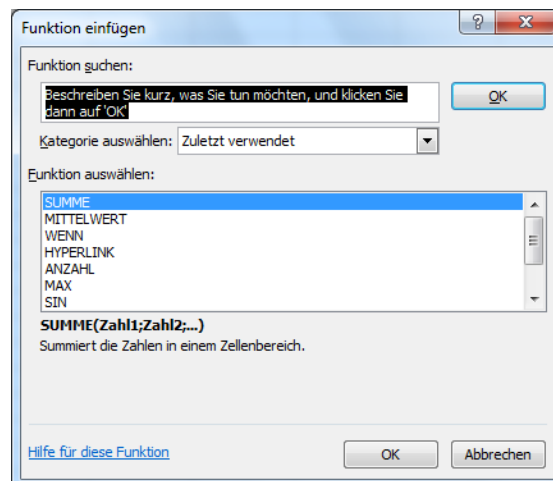 Funktion einfügen
Funktion suchen:
Beschreiben Sie kurz, was Sie tun möchten, und klicken Sie
dann auf 'OK'
OK
Kategorie auswählen: Zuletzt verwendet
Funktion auswählen:
SUMME
MITTELWERT
WENN
HYPERLINK
ANZAHL
MAX
SIN
SUMME(Zahl1;Zahl2;...)
Summiert die Zahlen in einem Zellenbereich.
Hilfe für diese Funktion
OK
Abbrechen